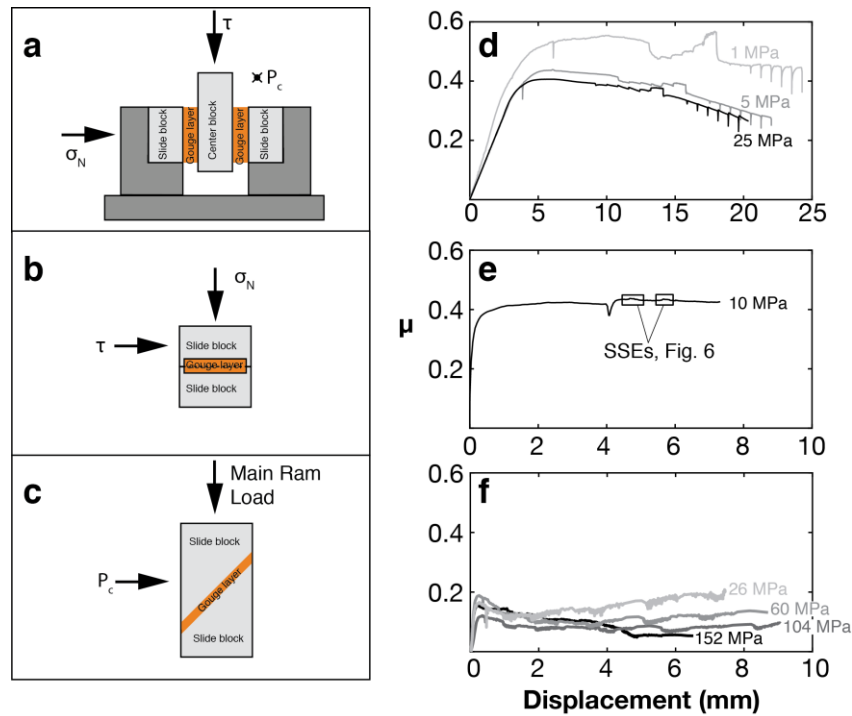 a
τ
P_c
σ_N
Slide block
Gouge layer
Center block
Gouge layer
Slide block
b
σ_N
τ
Slide block
Gouge layer
Slide block
c
Main Ram
Load
P_c
Slide block
Gouge layer
Slide block
d
0.6
0.4
0.2
1 MPa
5 MPa
25 MPa
0 5 10 15 20 25
e
0.6
0.4
0.2
μ
10 MPa
SSEs, Fig. 6
0 2 4 6 8 10
f
0.6
0.4
0.2
26 MPa
60 MPa
104 MPa
152 MPa
0 2 4 6 8 10
Displacement (mm)